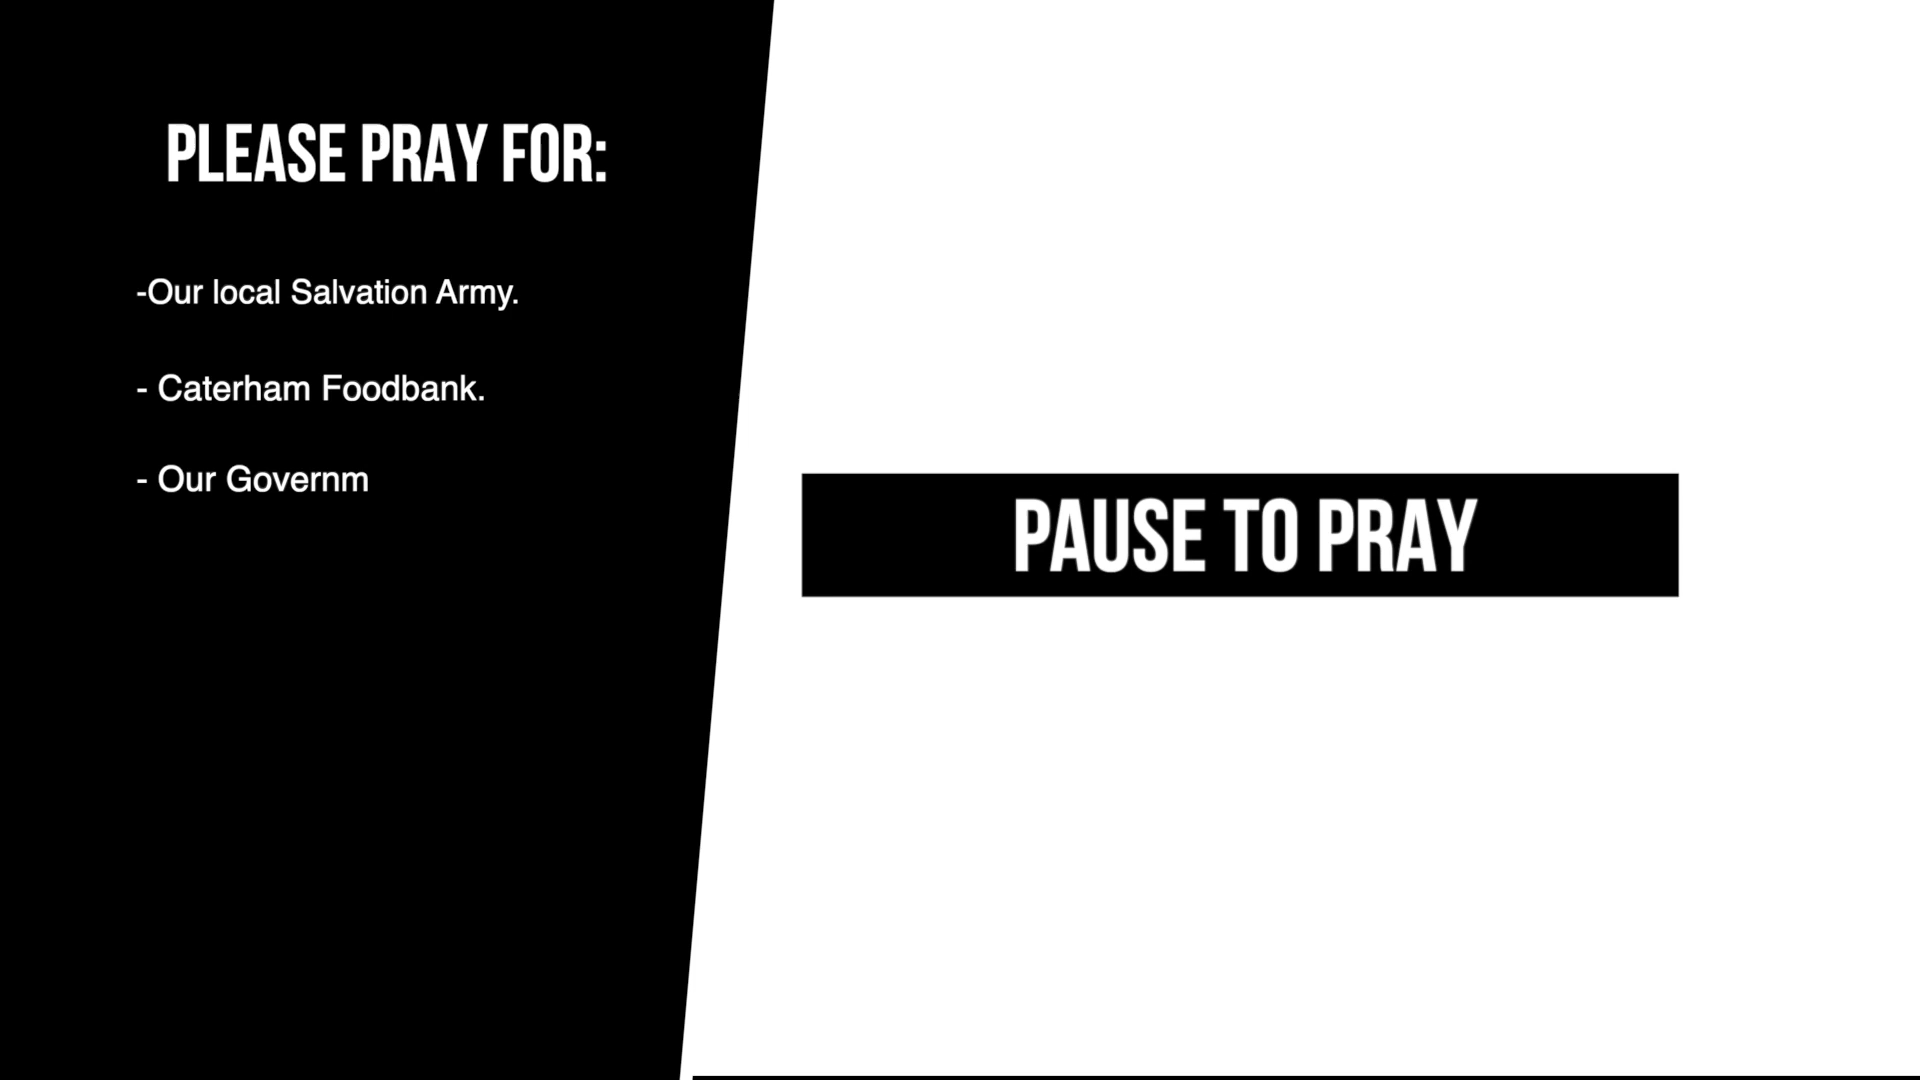 PLEASE PRAY FOR:
-Our local Salvation Army.
- Caterham Foodbank.
- Our Governm
PAUSE TO PRAY